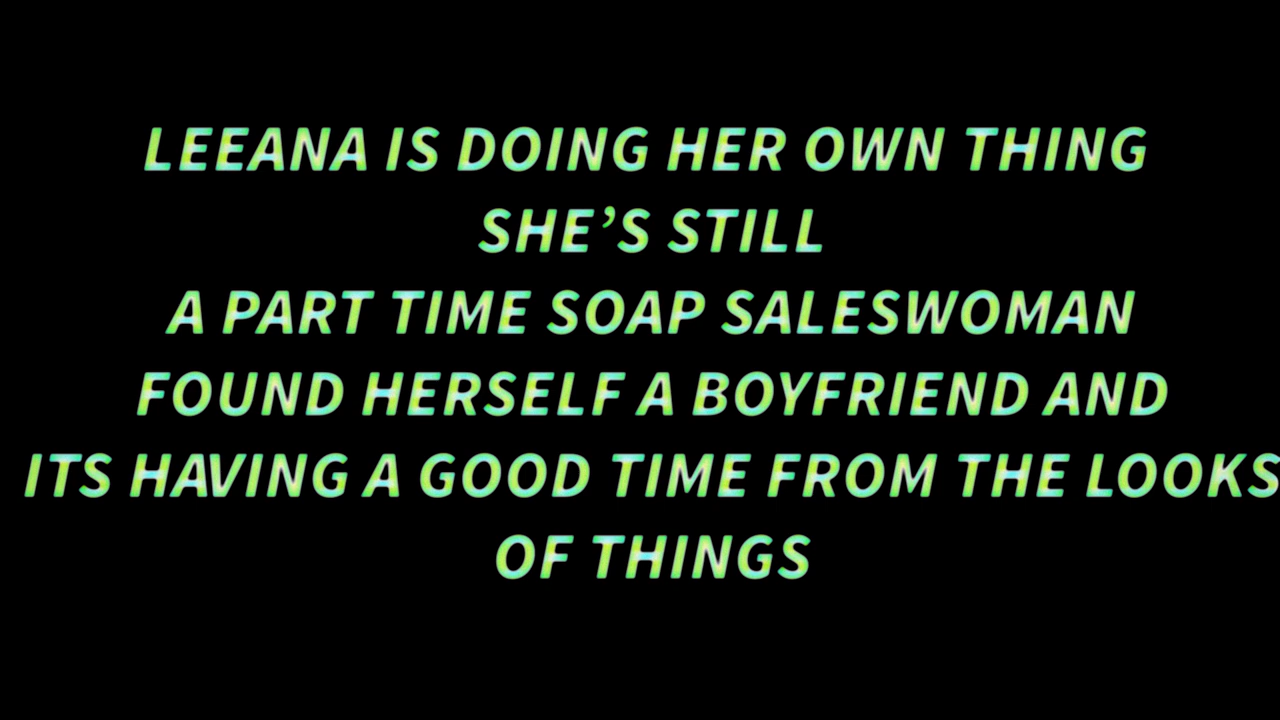 LEEANA IS DOING HER OWN THING
SHE’S STILL
A PART TIME SOAP SALESWOMAN
FOUND HERSELF A BOYFRIEND AND
ITS HAVING A GOOD TIME FROM THE LOOKS
OF THINGS